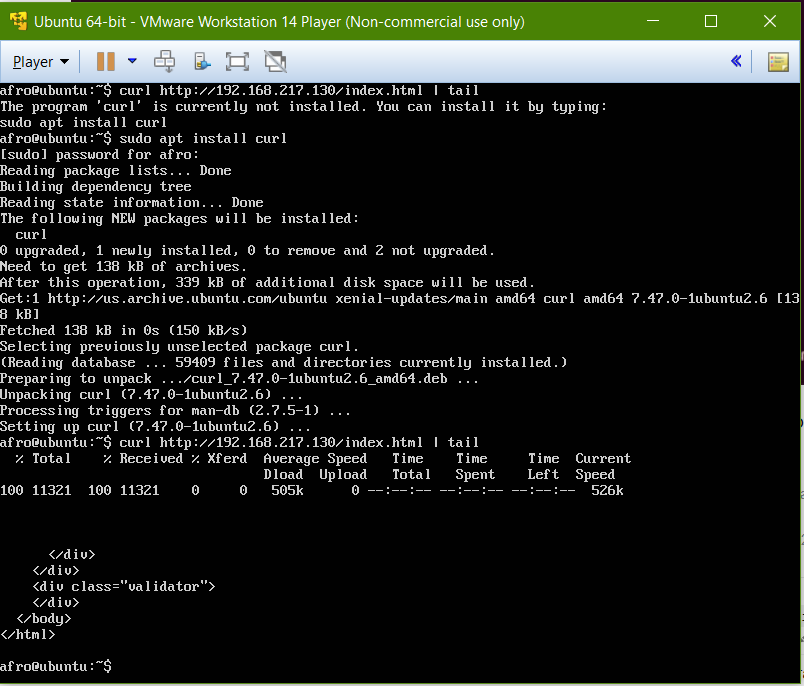 Ubuntu 64-bit - VMware Workstation 14 Player (Non-commercial use only)
Player
afro@ubuntu:~$ curl http://192.168.217.130/index.html | tail
The program 'curl' is currently not installed. You can install it by typing:
sudo apt install curl
afro@ubuntu:~$ sudo apt install curl
[sudo] password for afro:
Reading package lists... Done
Building dependency tree
Reading state information... Done
The following NEW packages will be installed:
  curl
0 upgraded, 1 newly installed, 0 to remove and 2 not upgraded.
Need to get 138 kB of archives.
After this operation, 339 kB of additional disk space will be used.
Get:1 http://us.archive.ubuntu.com/ubuntu xenial-updates/main amd64 curl amd64 7.47.0-1ubuntu2.6 [13
8 kB]
Fetched 138 kB in 0s (150 kB/s)
Selecting previously unselected package curl.
(Reading database ... 59409 files and directories currently installed.)
Preparing to unpack .../curl_7.47.0-1ubuntu2.6_amd64.deb ...
Unpacking curl (7.47.0-1ubuntu2.6) ...
Processing triggers for man-db (2.7.5-1) ...
Setting up curl (7.47.0-1ubuntu2.6) ...
afro@ubuntu:~$ curl http://192.168.217.130/index.html | tail
  % Total    % Received % Xferd  Average Speed   Time    Time     Time  Current
                                 Dload  Upload   Total   Spent    Left  Speed
100 11321  100 11321    0     0   505k      0 --:--:-- --:--:-- --:--:--  526k
      </div>
    </div>
    <div class="validator">
    </div>
  </body>
</html>
afro@ubuntu:~$